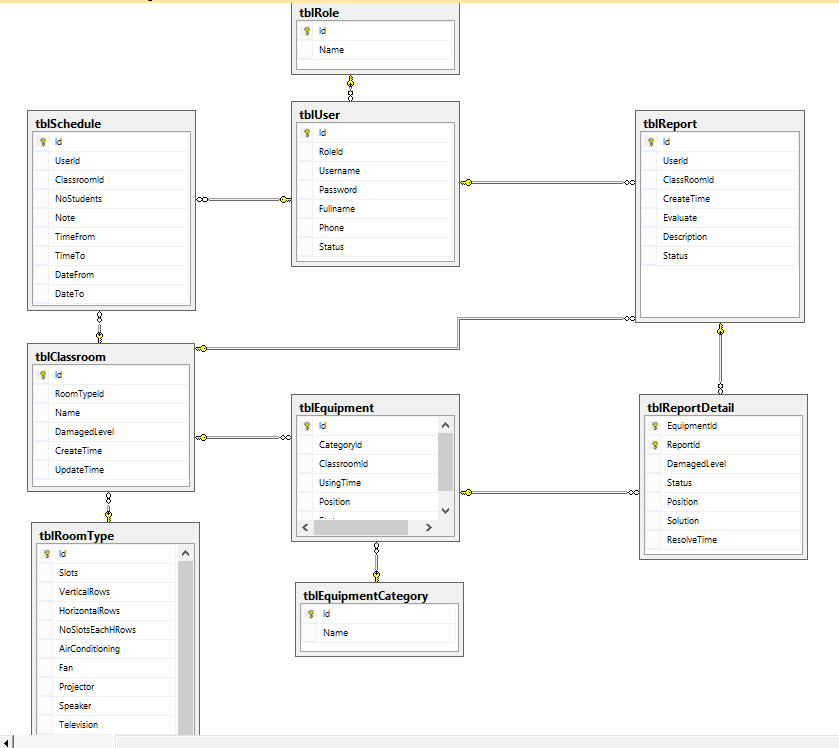 tblRole
Id
Name
tblSchedule
Id
UserId
ClassroomId
NoStudents
Note
TimeFrom
TimeTo
DateFrom
DateTo
tblUser
Id
RoleId
Username
Password
Fullname
Phone
Status
tblReport
Id
UserId
ClassRoomId
CreateTime
Evaluate
Description
Status
tblClassroom
Id
RoomTypeId
Name
DamagedLevel
CreateTime
UpdateTime
tblEquipment
Id
CategoryId
ClassroomId
UsingTime
Position
tblReportDetail
EquipmentId
ReportId
DamagedLevel
Status
Position
Solution
ResolveTime
tblRoomType
Id
Slots
VerticalRows
HorizontalRows
NoSlotsEachHRows
AirConditioning
Fan
Projector
Speaker
Television
tblEquipmentCategory
Id
Name